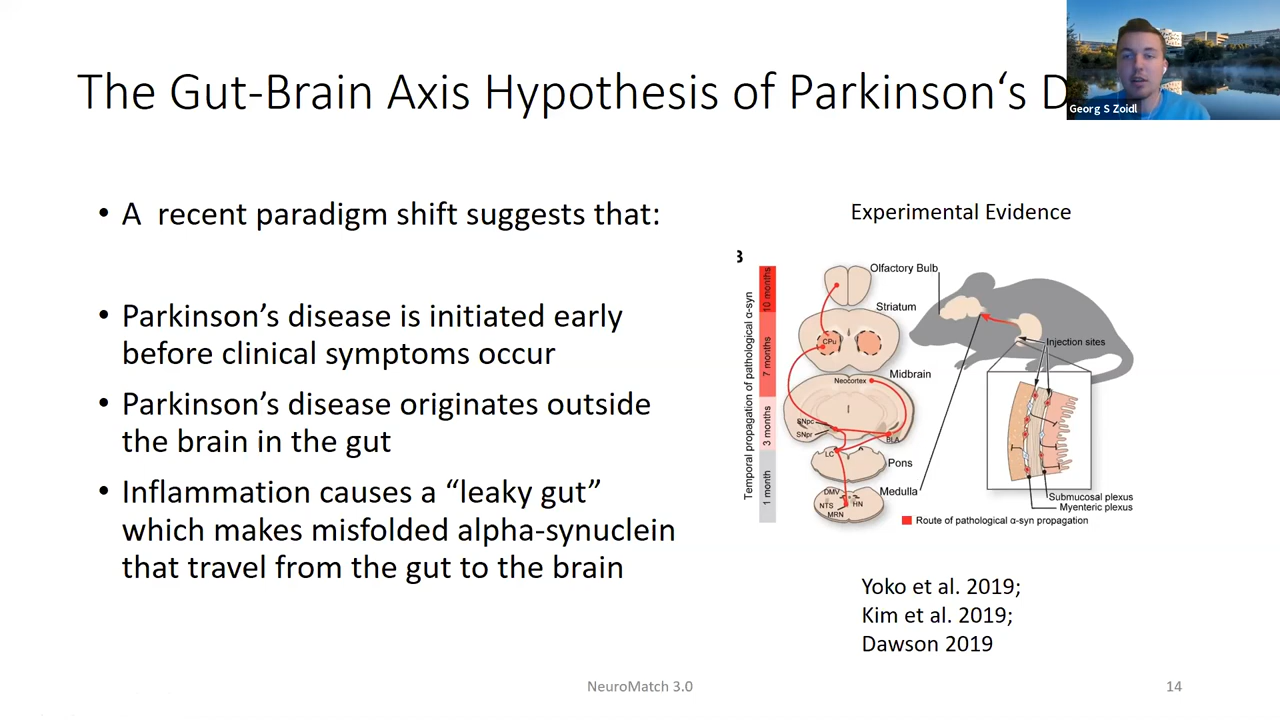 The Gut-Brain Axis Hypothesis of Parkinson‘s D
Georg S Zoidl
• A  recent paradigm shift suggests that:
• Parkinson’s disease is initiated early
before clinical symptoms occur
• Parkinson’s disease originates outside
the brain in the gut
• Inflammation causes a “leaky gut”
which makes misfolded alpha-synuclein
that travel from the gut to the brain
Experimental Evidence
Temporal propagation of pathological α-syn
10 months
7 months
3 months
1 month
Olfactory Bulb
Striatum
CPu
Midbrain
Neocortex
SNpc
SNpr
BLA
LC
Pons
Medulla
DMV
NTS
HN
MRN
Injection sites
Submucosal plexus
Myenteric plexus
Route of pathological α-syn propagation
Yoko et al. 2019;
Kim et al. 2019;
Dawson 2019
NeuroMatch 3.0
14